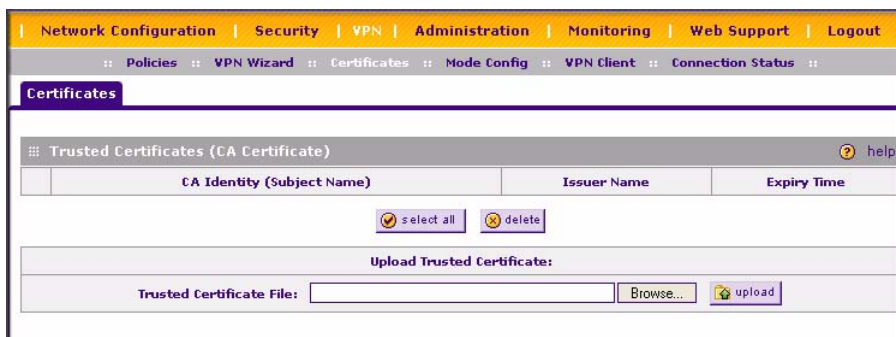 | Network Configuration | Security | VPN | Administration | Monitoring | Web Support | Logout
:: Policies :: VPN Wizard :: Certificates :: Mode Config :: VPN Client :: Connection Status ::
Certificates
Trusted Certificates (CA Certificate)
? help
CA Identity (Subject Name) Issuer Name Expiry Time
select all delete
Upload Trusted Certificate:
Trusted Certificate File: Browse... upload